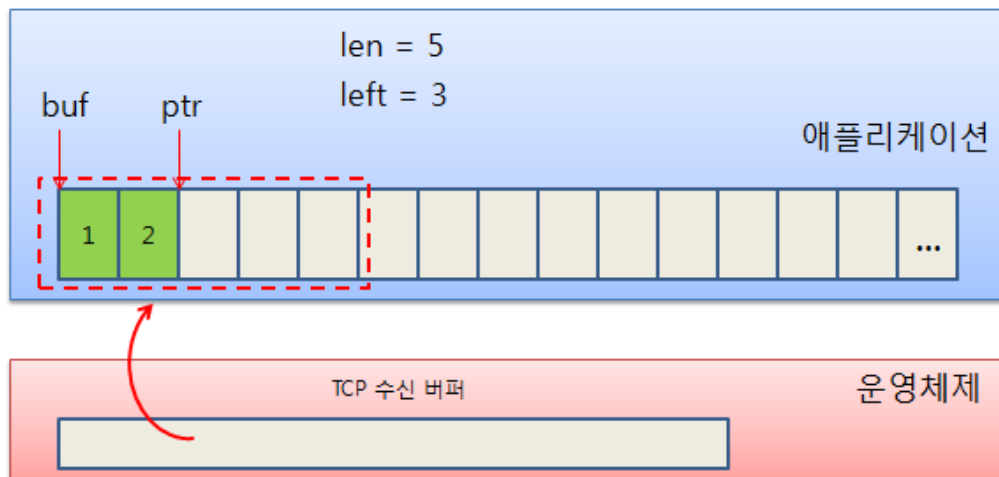 len = 5
left = 3
buf
ptr
애플리케이션
1
2
...
TCP 수신 버퍼
운영체제